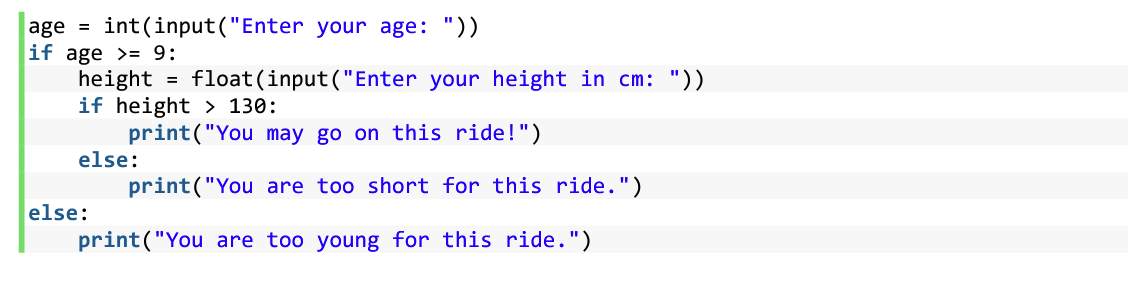 age = int(input("Enter your age: "))
if age >= 9:
    height = float(input("Enter your height in cm: "))
    if height > 130:
        print("You may go on this ride!")
    else:
        print("You are too short for this ride.")
else:
    print("You are too young for this ride.")